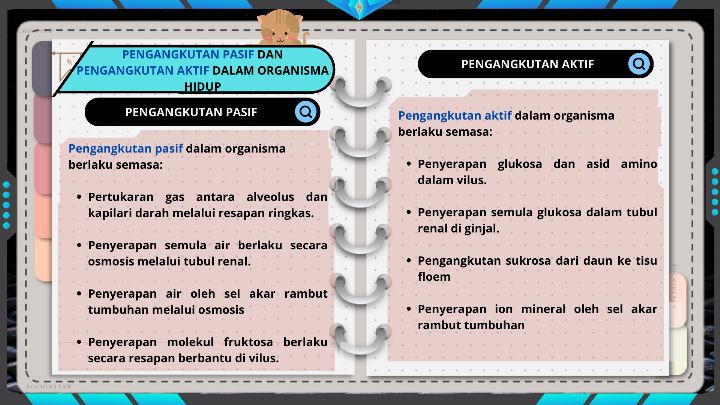 PENGANGKUTAN PASIF DAN
PENGANGKUTAN AKTIF DALAM ORGANISMA
HIDUP
PENGANGKUTAN PASIF
Pengangkutan pasif dalam organisma
berlaku semasa:
• Pertukaran gas antara alveolus dan
kapilari darah melalui resapan ringkas.
• Penyerapan semula air berlaku secara
osmosis melalui tubul renal.
• Penyerapan air oleh sel akar rambut
tumbuhan melalui osmosis
• Penyerapan molekul fruktosa berlaku
secara resapan berbantu di vilus.
PENGANGKUTAN AKTIF
Pengangkutan aktif dalam organisma
berlaku semasa:
• Penyerapan glukosa dan asid amino
dalam vilus.
• Penyerapan semula glukosa dalam tubul
renal di ginjal.
• Pengangkutan sukrosa dari daun ke tisu
floem
• Penyerapan ion mineral oleh sel akar
rambut tumbuhan